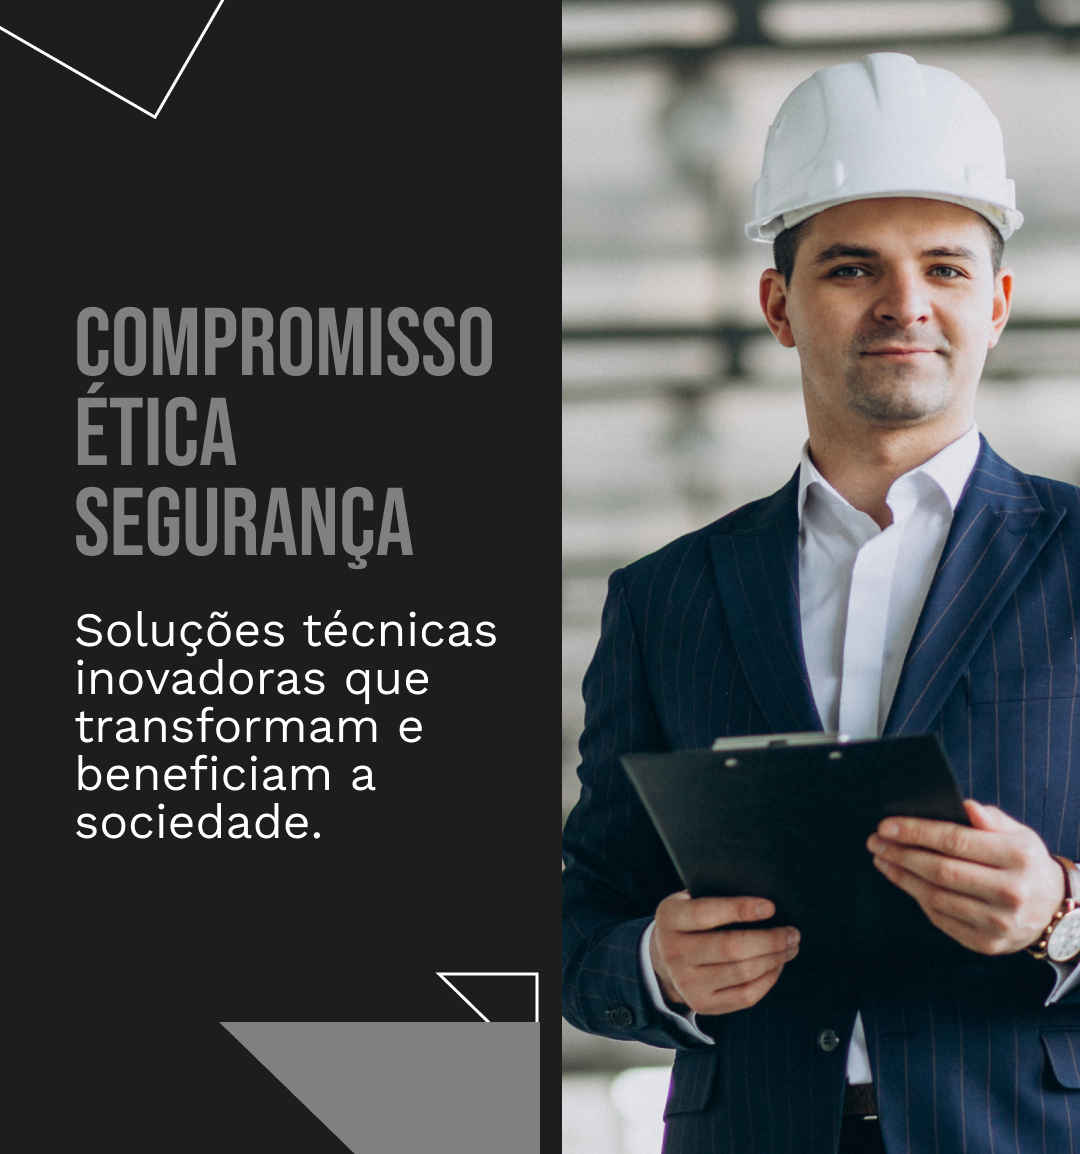 COMPROMISSO
ÉTICA
SEGURANÇA
Soluções técnicas
inovadoras que
transformam e
beneficiam a
sociedade.